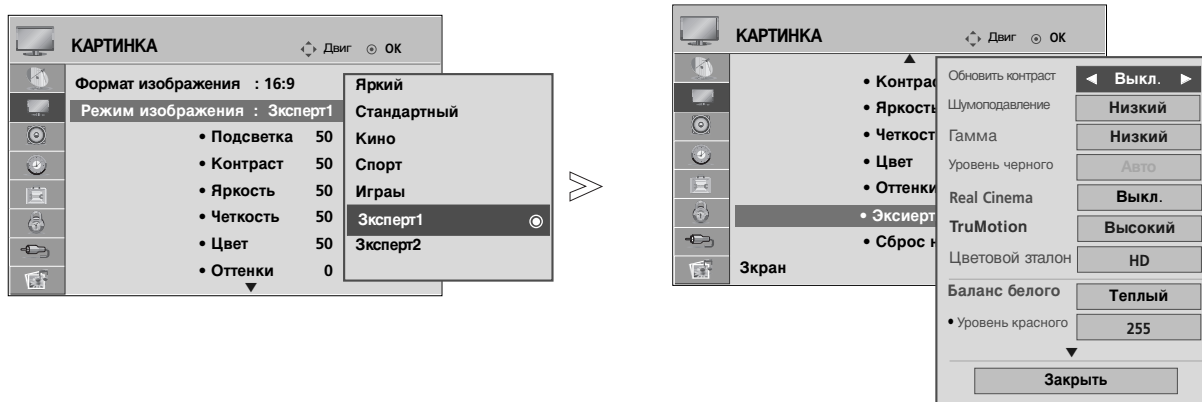 КАРТИНКА
Двиг ОК
Формат изображения : 16:9
Режим изображения : Зксперт1
• Подсветка 50
• Контраст 50
• Яркость 50
• Четкость 50
• Цвет 50
• Оттенки 0
Яркий
Стандартный
Кино
Спорт
Играы
Зксперт1
Зксперт2
КАРТИНКА
Двиг ОК
• Контрас
• Яркость
• Четкост
• Цвет
• Оттенки
• Эксиерт
• Сброс н
Зкран
Обновить контраст Выкл.
Шумоподавление Низкий
Гамма Низкий
Уровень черного Авто
Real Cinema Выкл.
TruMotion Высокий
Цветовой зталон HD
Баланс белого Теплый
• Уровень красного 255
Закрыть